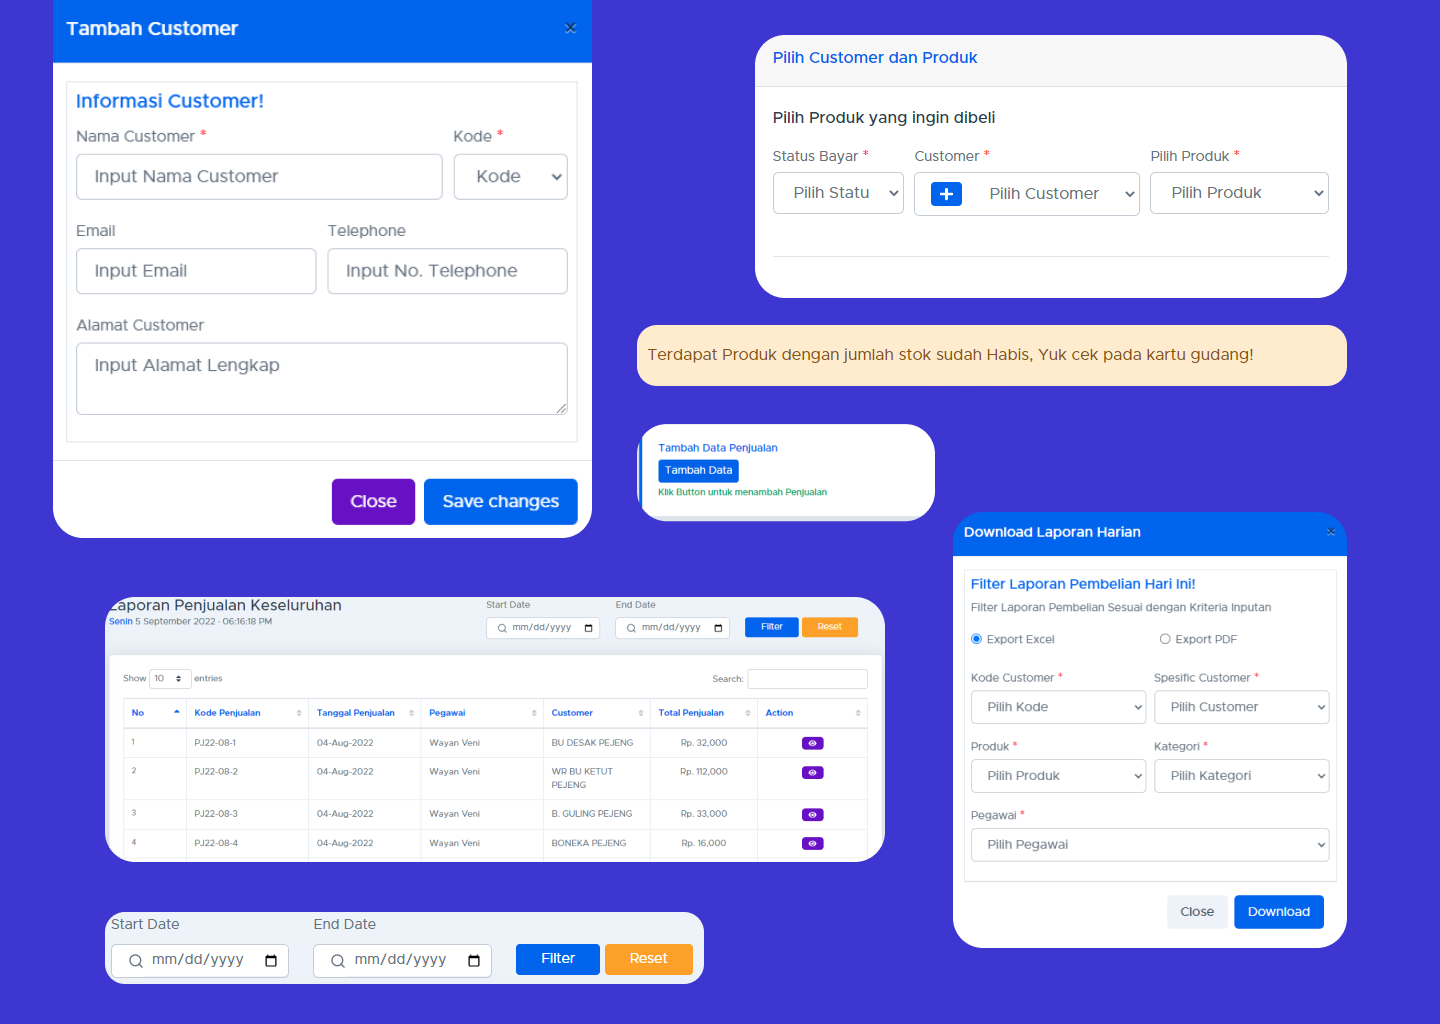 Tambah Customer
×
Informasi Customer!
Nama Customer *
Kode *
Input Nama Customer
Kode
Email
Telephone
Input Email
Input No. Telephone
Alamat Customer
Input Alamat Lengkap
Close
Save changes
Pilih Customer dan Produk
Pilih Produk yang ingin dibeli
Status Bayar *
Customer *
Pilih Produk *
Pilih Statu
Pilih Customer
Pilih Produk
Terdapat Produk dengan jumlah stok sudah Habis, Yuk cek pada kartu gudang!
Tambah Data Penjualan
Tambah Data
Klik Button untuk menambah Penjualan
Download Laporan Harian
×
Filter Laporan Pembelian Hari Ini!
Filter Laporan Pembelian Sesuai dengan Kriteria Inputan
Export Excel
Export PDF
Kode Customer *
Spesific Customer *
Pilih Kode
Pilih Customer
Produk *
Kategori *
Pilih Produk
Pilih Kategori
Pegawai *
Pilih Pegawai
Close
Download
Laporan Penjualan Keseluruhan
Senin 5 September 2022 · 06:16:18 PM
Start Date
End Date
mm/dd/yyyy
mm/dd/yyyy
Filter
Reset
Show 10 entries
Search:
No Kode Penjualan Tanggal Penjualan Pegawai Customer Total Penjualan Action
1 PJ22-08-1 04-Aug-2022 Wayan Veni BU DESAK PEJENG Rp. 32,000
2 PJ22-08-2 04-Aug-2022 Wayan Veni WR BU KETUT Rp. 112,000
PEJENG
3 PJ22-08-3 04-Aug-2022 Wayan Veni B. GULING PEJENG Rp. 33,000
4 PJ22-08-4 04-Aug-2022 Wayan Veni BONEKA PEJENG Rp. 16,000
Start Date
End Date
mm/dd/yyyy
mm/dd/yyyy
Filter
Reset